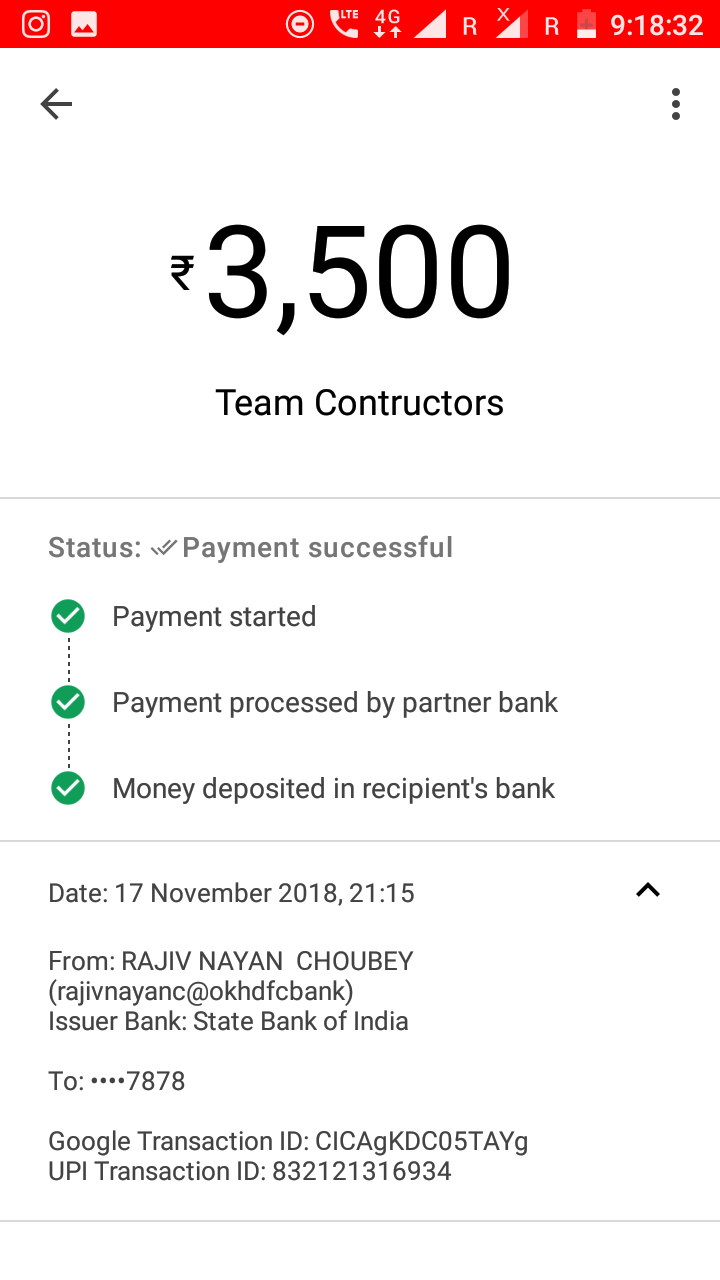 LTE 4G R X R 9:18:32
₹3,500
Team Contructors
Status: Payment successful
Payment started
Payment processed by partner bank
Money deposited in recipient's bank
Date: 17 November 2018, 21:15
From: RAJIV NAYAN  CHOUBEY
(rajivnayanc@okhdfcbank)
Issuer Bank: State Bank of India
To: ••••7878
Google Transaction ID: CICAgKDC05TAYg
UPI Transaction ID: 832121316934